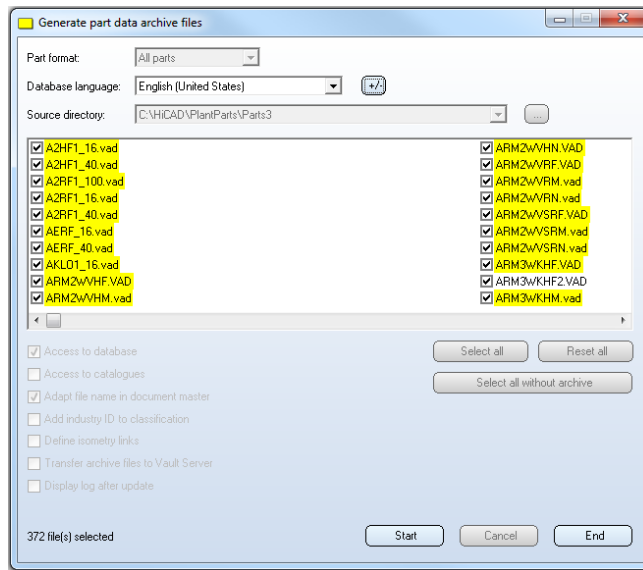 Generate part data archive files
Part format: All parts
Database language: English (United States) +/-
Source directory: C:\HiCAD\PlantParts\Parts3 ...
A2HF1_16.vad
A2HF1_40.vad
A2RF1_100.vad
A2RF1_16.vad
A2RF1_40.vad
AERF_16.vad
AERF_40.vad
AKLO1_16.vad
ARM2WVHF.VAD
ARM2WVHM.vad
ARM2WVHN.VAD
ARM2WVRF.VAD
ARM2WVRM.vad
ARM2WVRN.vad
ARM2WVSRF.VAD
ARM2WVSRM.vad
ARM2WVSRN.vad
ARM3WKHF.VAD
ARM3WKHF2.VAD
ARM3WKHM.vad
Access to database
Access to catalogues
Adapt file name in document master
Add industry ID to classification
Define isometry links
Transfer archive files to Vault Server
Display log after update
Select all Reset all
Select all without archive
372 file(s) selected Start Cancel End